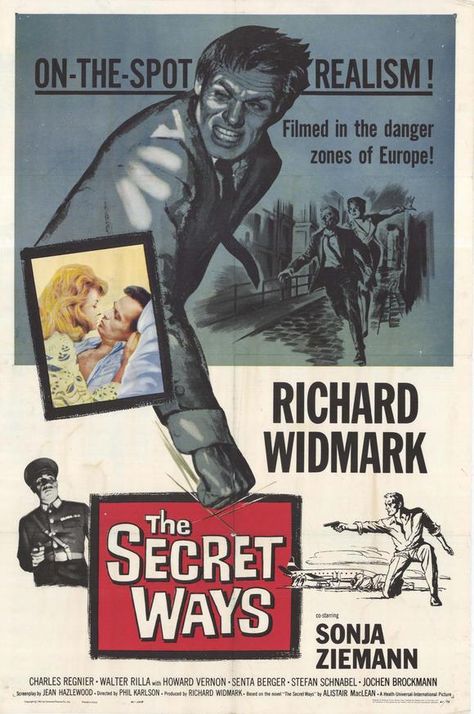 ON-THE-SPOT REALISM!
Filmed in the danger
zones of Europe!
RICHARD
WIDMARK
The
SECRET
WAYS
co-starring
SONJA
ZIEMANN
CHARLES REGNIER • WALTER RILLA with HOWARD VERNON • SENTA BERGER • STEFAN SCHNABEL • JOCHEN BROCKMANN
Screenplay by JEAN HAZLEWOOD • Directed by PHIL KARLSON • Produced by RICHARD WIDMARK • Based on the novel "The Secret Ways" by ALISTAIR MacLEAN • A Heath-Universal-International Picture